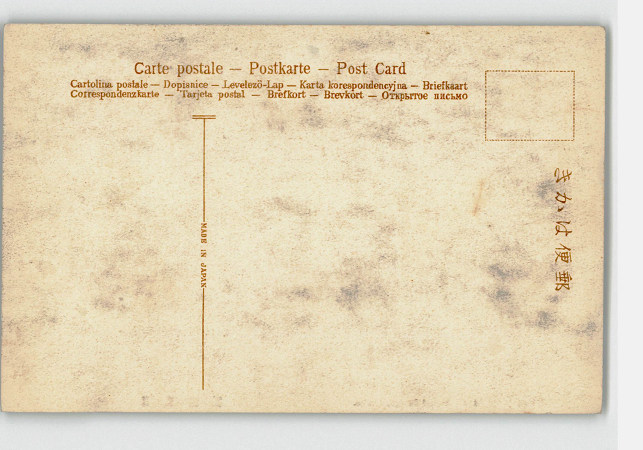 Carte postale — Postkarte — Post Card
Cartolina postale — Dopisnice — Levelezö-Lap — Karta korespondencyjna — Briefkaart
Correspondenzkarte — Tarjeta postal — Brefkort — Brevkort — Открытое письмо
MADE IN JAPAN
郵便はかき